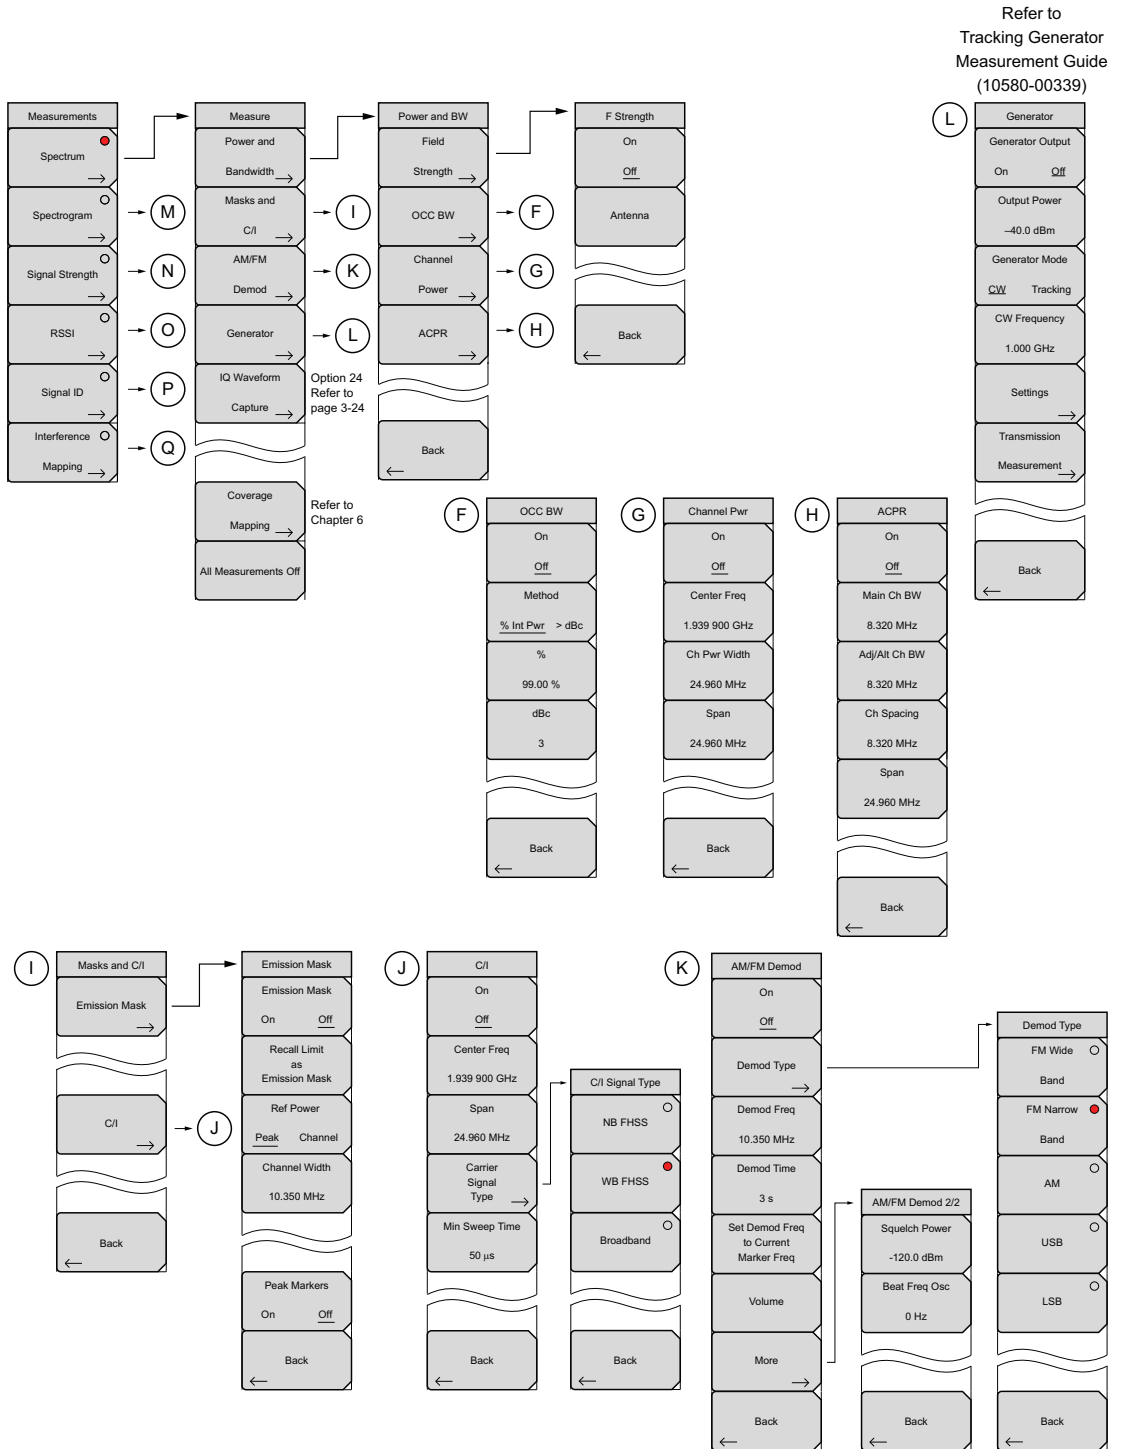 Refer to
Tracking Generator
Measurement Guide
(10580-00339)
Measurements
Spectrum
Spectrogram
Signal Strength
RSSI
Signal ID
Interference
Mapping
M
N
O
P
Q
Measure
Power and
Bandwidth
Masks and
C/I
AM/FM
Demod
Generator
IQ Waveform
Capture
Coverage
Mapping
All Measurements Off
I
K
L
Option 24
Refer to
page 3-24
Refer to
Chapter 6
Power and BW
Field
Strength
OCC BW
Channel
Power
ACPR
Back
F
G
H
F Strength
On
Off
Antenna
Back
L
Generator
Generator Output
On Off
Output Power
–40.0 dBm
Generator Mode
CW Tracking
CW Frequency
1.000 GHz
Settings
Transmission
Measurement
Back
F
OCC BW
On
Off
Method
% Int Pwr > dBc
%
99.00 %
dBc
3
Back
G
Channel Pwr
On
Off
Center Freq
1.939 900 GHz
Ch Pwr Width
24.960 MHz
Span
24.960 MHz
Back
H
ACPR
On
Off
Main Ch BW
8.320 MHz
Adj/Alt Ch BW
8.320 MHz
Ch Spacing
8.320 MHz
Span
24.960 MHz
Back
I
Masks and C/I
Emission Mask
C/I
Back
J
Emission Mask
Emission Mask
On Off
Recall Limit
as
Emission Mask
Ref Power
Peak Channel
Channel Width
10.350 MHz
Peak Markers
On Off
Back
J
C/I
On
Off
Center Freq
1.939 900 GHz
Span
24.960 MHz
Carrier
Signal
Type
Min Sweep Time
50 μs
Back
C/I Signal Type
NB FHSS
WB FHSS
Broadband
Back
K
AM/FM Demod
On
Off
Demod Type
Demod Freq
10.350 MHz
Demod Time
3 s
Set Demod Freq
to Current
Marker Freq
Volume
More
Back
AM/FM Demod 2/2
Squelch Power
-120.0 dBm
Beat Freq Osc
0 Hz
Back
Demod Type
FM Wide
Band
FM Narrow
Band
AM
USB
LSB
Back